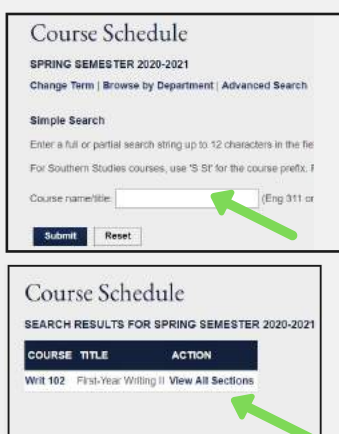 Course Schedule
SPRING SEMESTER 2020-2021
Change Term | Browse by Department | Advanced Search
Simple Search
Enter a full or partial search string up to 12 characters in the fie
For Southern Studies courses, use 'S St' for the course prefix. F
Course name/title: (Eng 311 or
Submit Reset
Course Schedule
SEARCH RESULTS FOR SPRING SEMESTER 2020-2021
COURSE TITLE ACTION
Writ 102 First-Year Writing II View All Sections